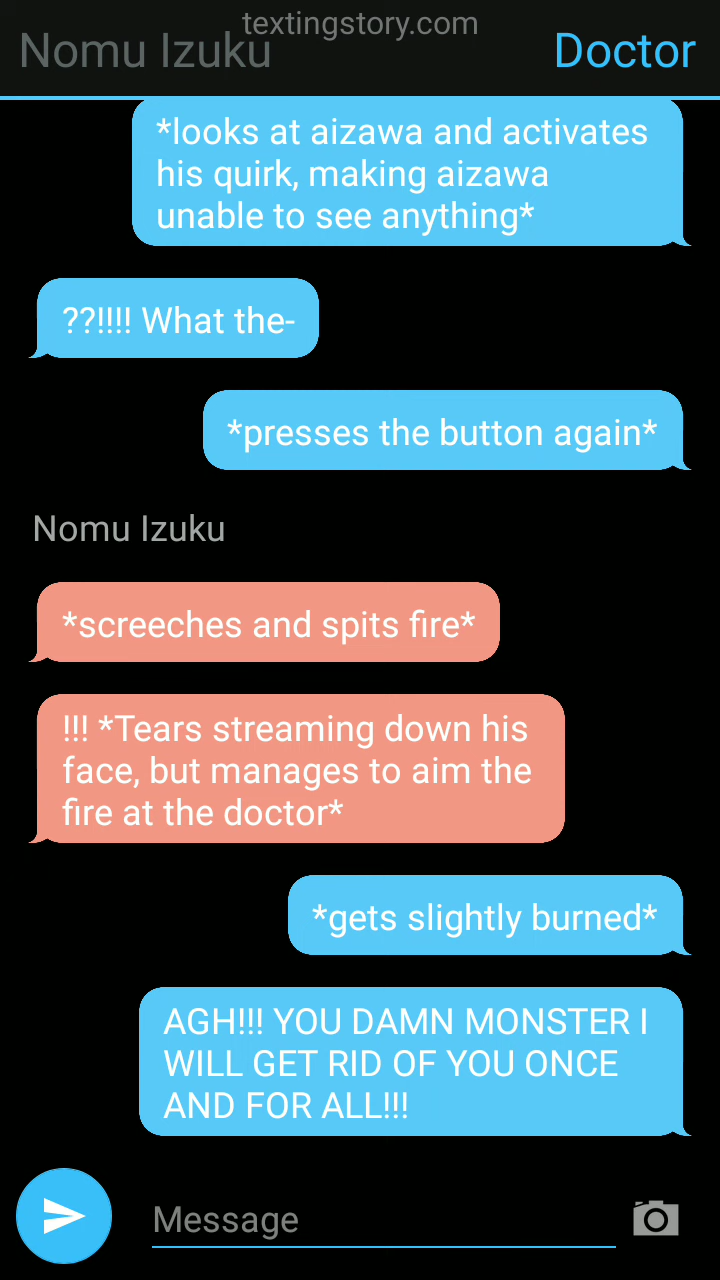 textingstory.com
Nomu Izuku
Doctor
*looks at aizawa and activates
his quirk, making aizawa
unable to see anything*
??!!!! What the-
*presses the button again*
Nomu Izuku
*screeches and spits fire*
!!! *Tears streaming down his
face, but manages to aim the
fire at the doctor*
*gets slightly burned*
AGH!!! YOU DAMN MONSTER I
WILL GET RID OF YOU ONCE
AND FOR ALL!!!
Message